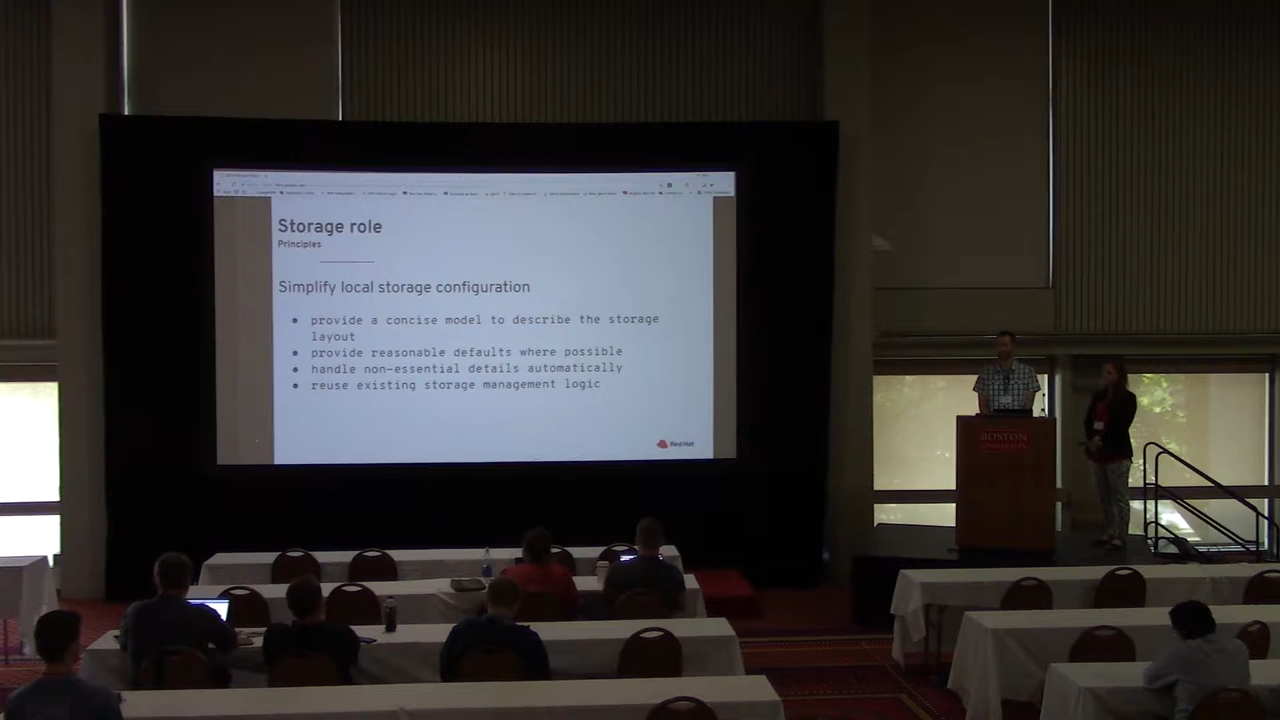 Storage role
Principles
Simplify local storage configuration
● provide a concise model to describe the storage
layout
● provide reasonable defaults where possible
● handle non-essential details automatically
● reuse existing storage management logic
Red Hat
BOSTON
UNIVERSITY